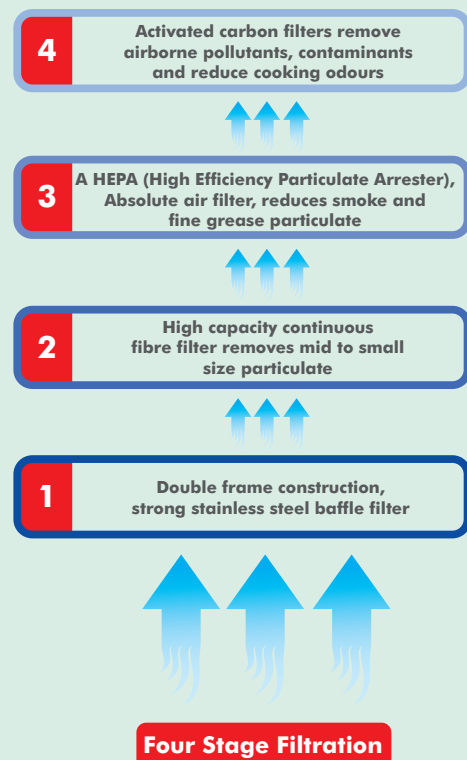 4
Activated carbon filters remove
airborne pollutants, contaminants
and reduce cooking odours
3
A HEPA (High Efficiency Particulate Arrester),
Absolute air filter, reduces smoke and
fine grease particulate
2
High capacity continuous
fibre filter removes mid to small
size particulate
1
Double frame construction,
strong stainless steel baffle filter
Four Stage Filtration